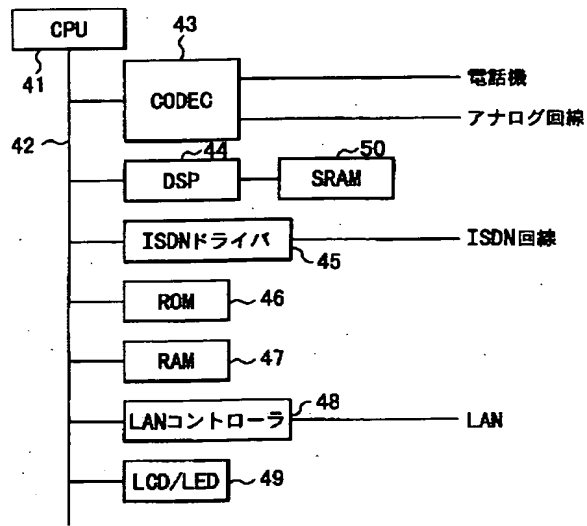 CPU
41
43
CODEC
電話機
アナログ回線
42
44
DSP
50
SRAM
ISDNドライバ
45
ISDN回線
ROM
46
RAM
47
LANコントローラ
48
LAN
LCD/LED
49